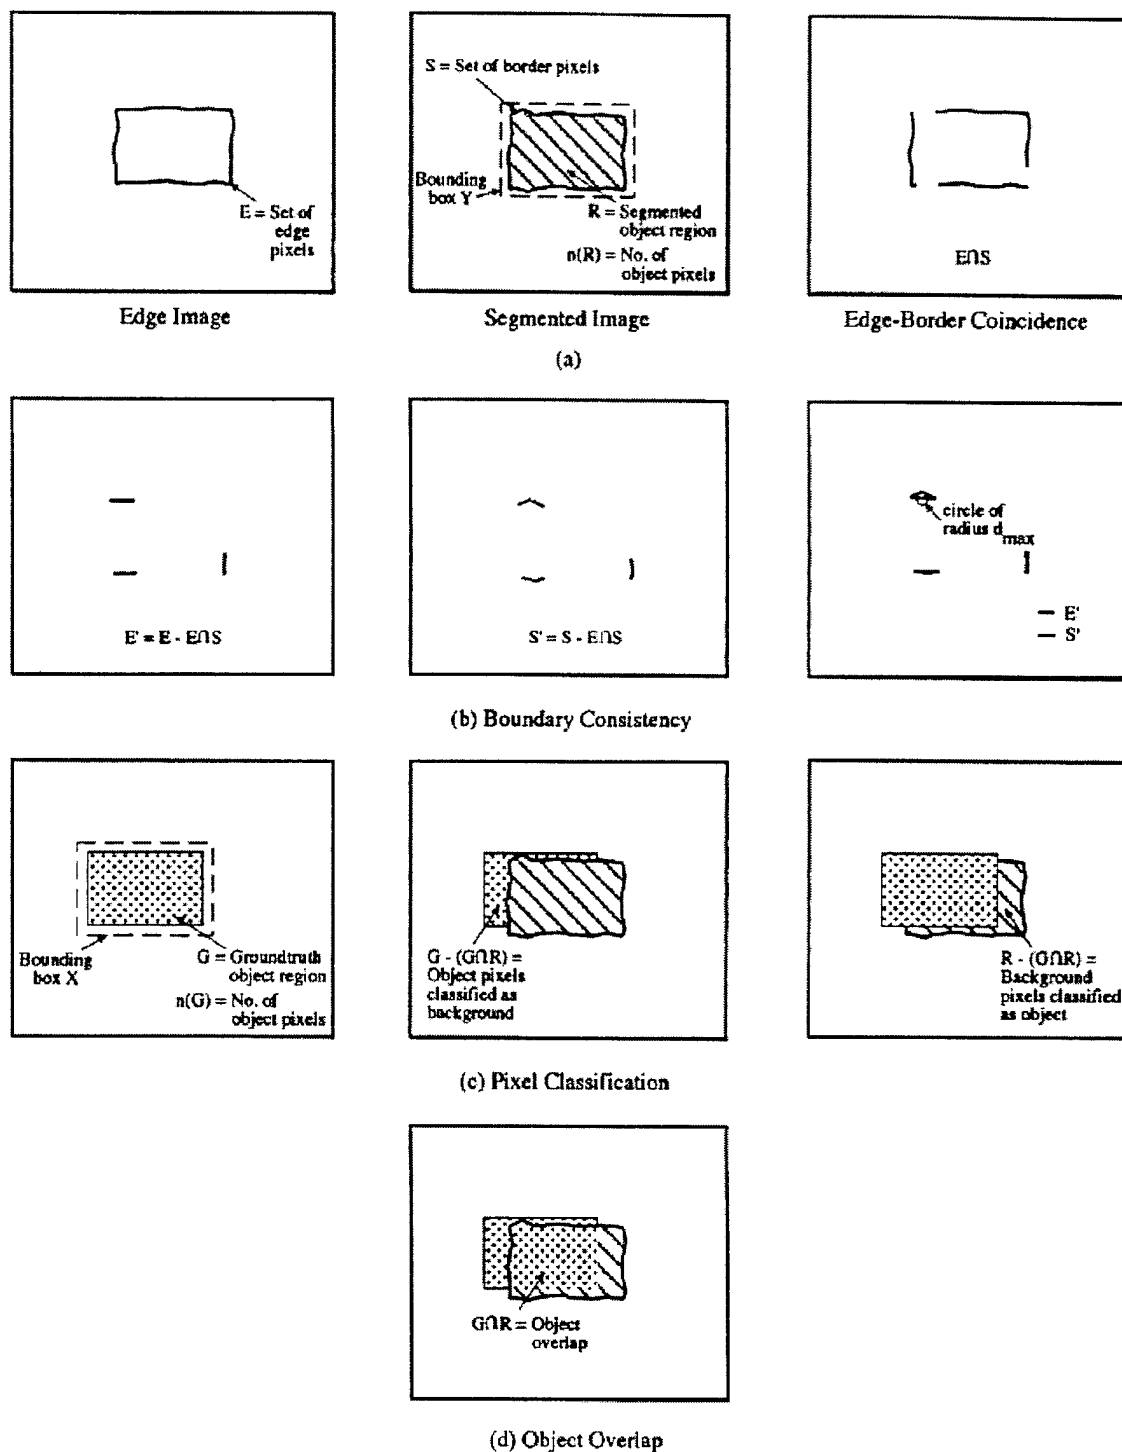 S = Set of border pixels
E = Set of
edge
pixels
Bounding
box Y
R = Segmented
object region
n(R) = No. of
object pixels
E∩S
Edge Image
Segmented Image
Edge-Border Coincidence
(a)
E' = E - E∩S
S' = S - E∩S
circle of
radius dmax
E'
S'
(b) Boundary Consistency
Bounding
box X
G = Groundtruth
object region
n(G) = No. of
object pixels
G - (G∩R) =
Object pixels
classified as
background
R - (G∩R) =
Background
pixels classified
as object
(c) Pixel Classification
G∩R = Object
overlap
(d) Object Overlap